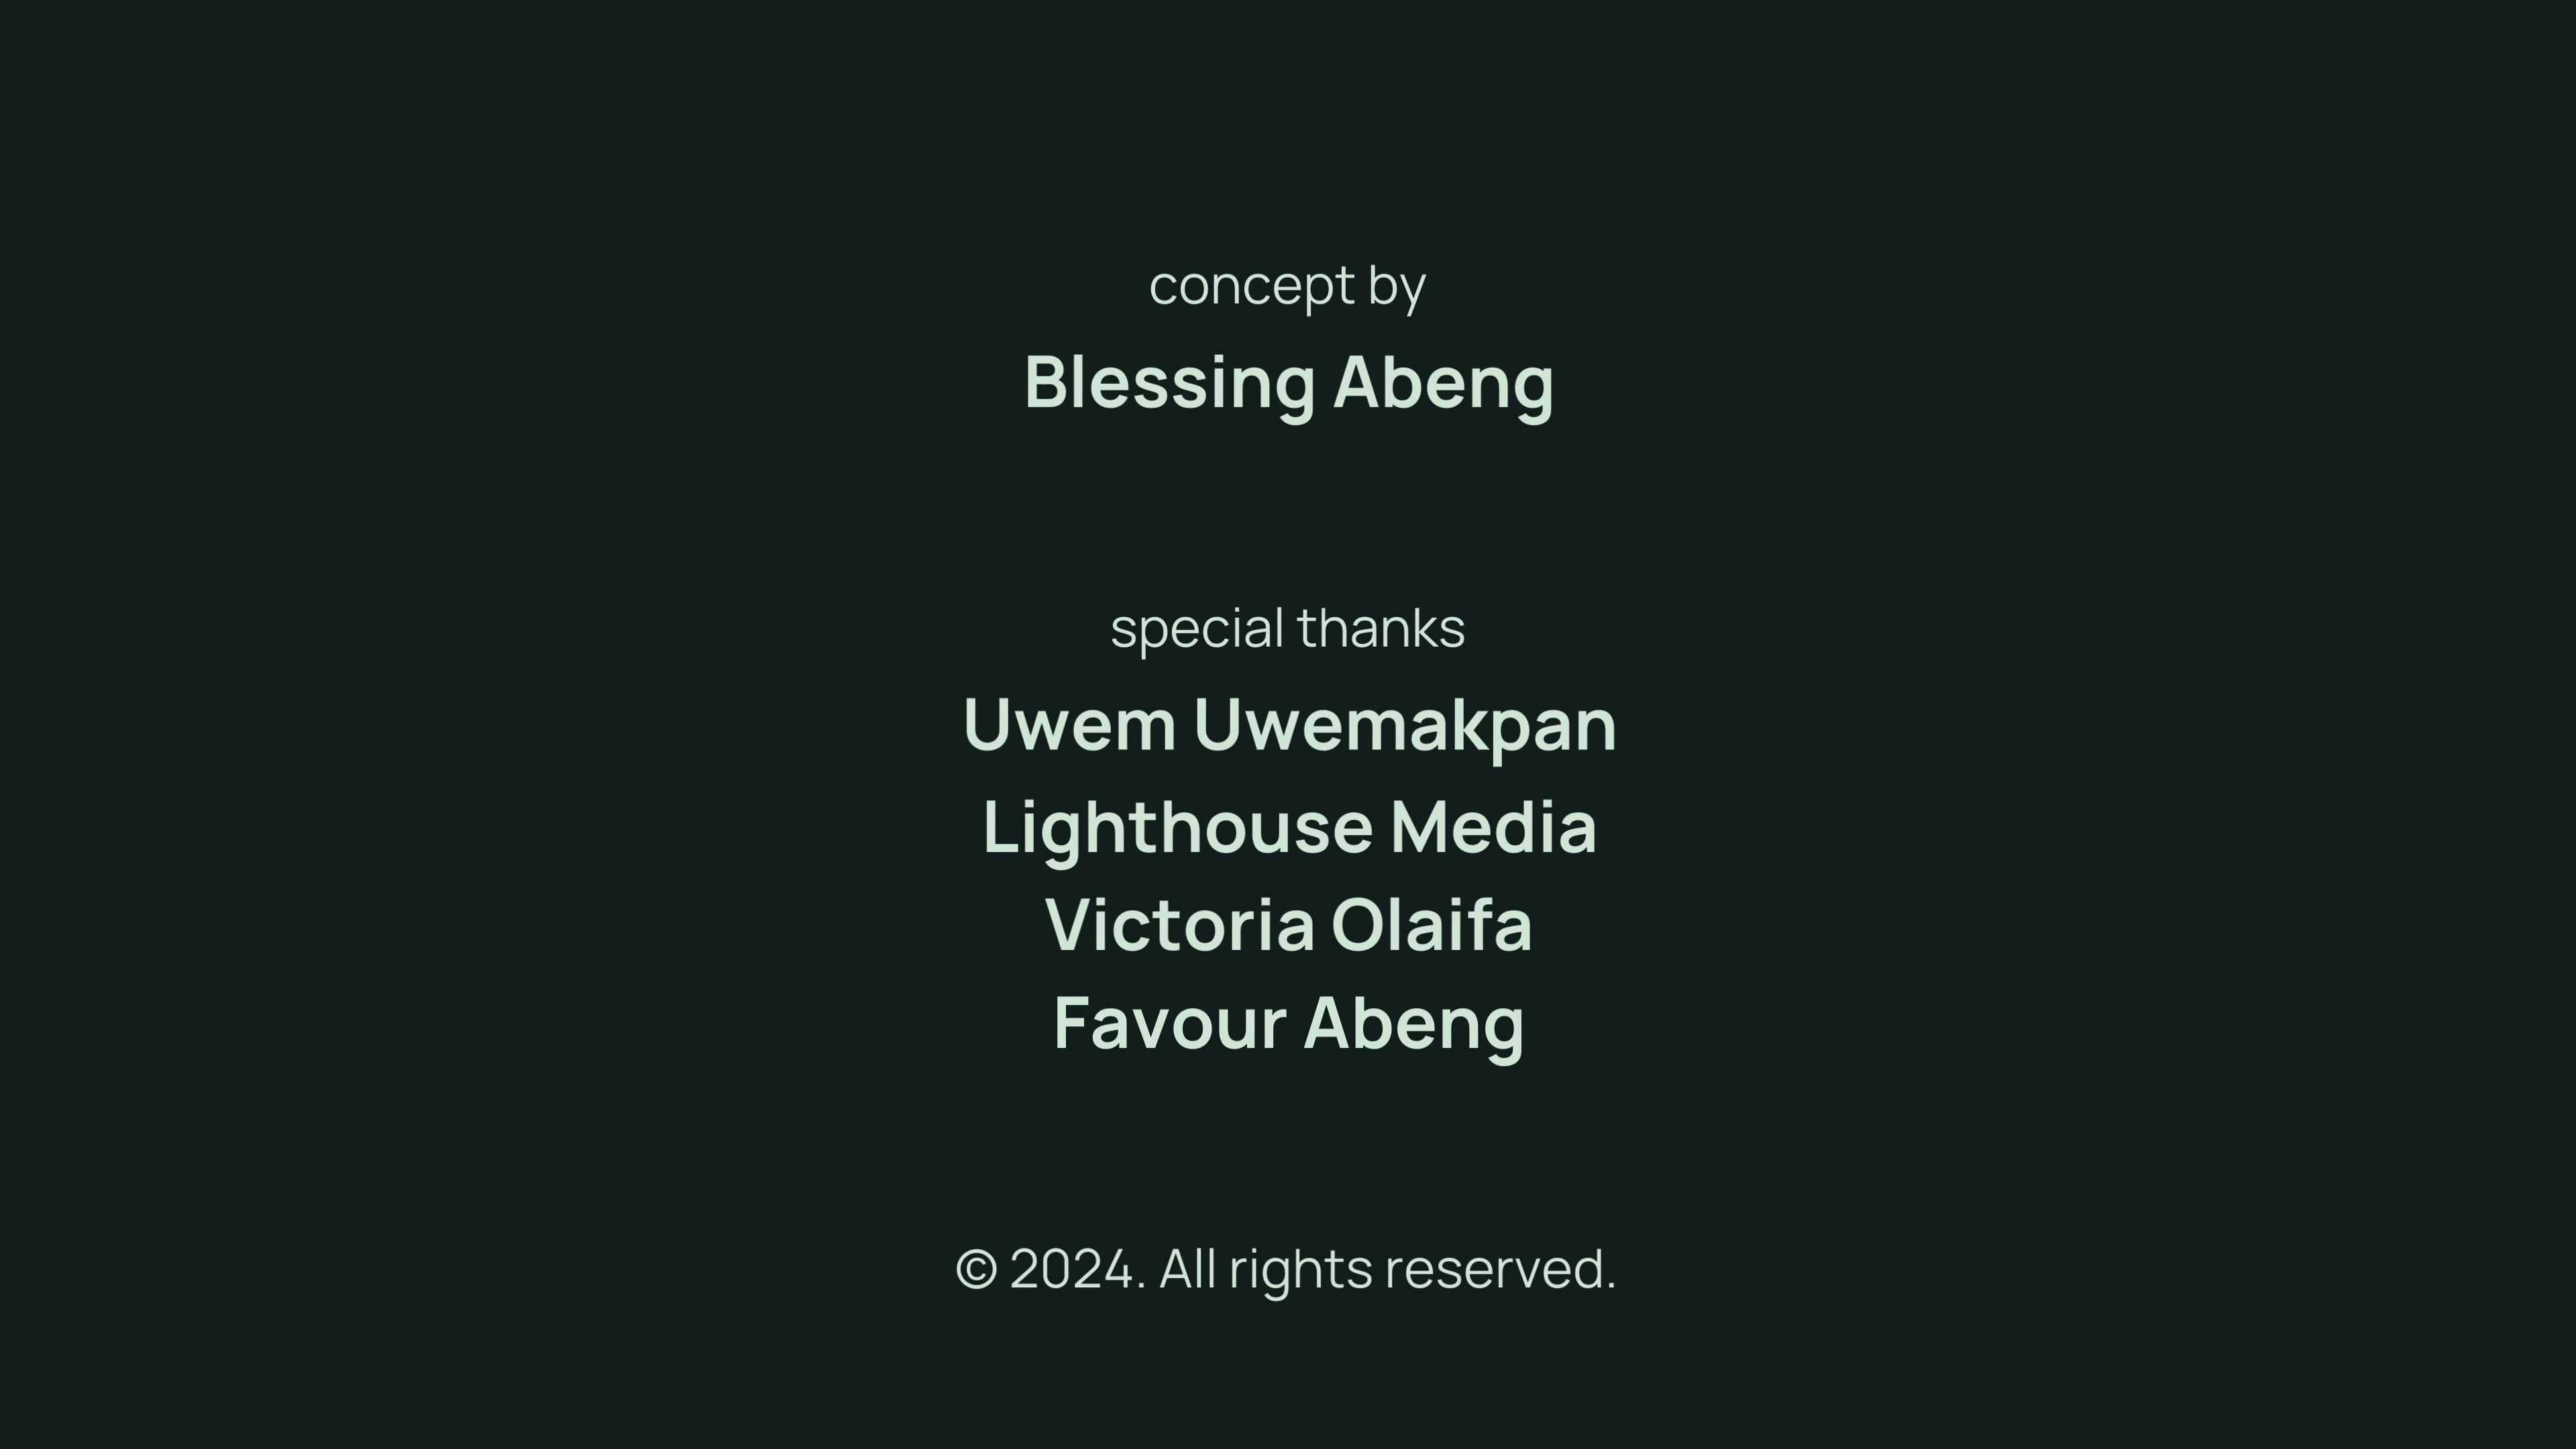 concept by
Blessing Abeng
special thanks
Uwem Uwemakpan
Lighthouse Media
Victoria Olaifa
Favour Abeng
© 2024. All rights reserved.